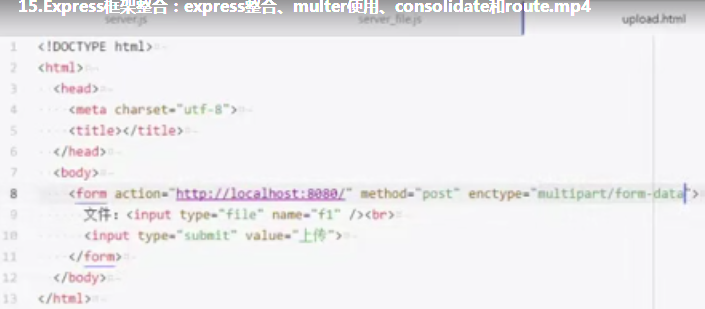 15.Express框架整合：express整合、multer使用、consolidate和route.mp4
server.js server_file.js upload.html
1 <!DOCTYPE html>
2 <html>
3 <head>
4 <meta charset="utf-8">
5 <title></title>
6 </head>
7 <body>
8 <form action="http://localhost:8080/" method="post" enctype="multipart/form-data">
9 文件：<input type="file" name="f1" /><br>
10 <input type="submit" value="上传">
11 </form>
12 </body>
13 </html>